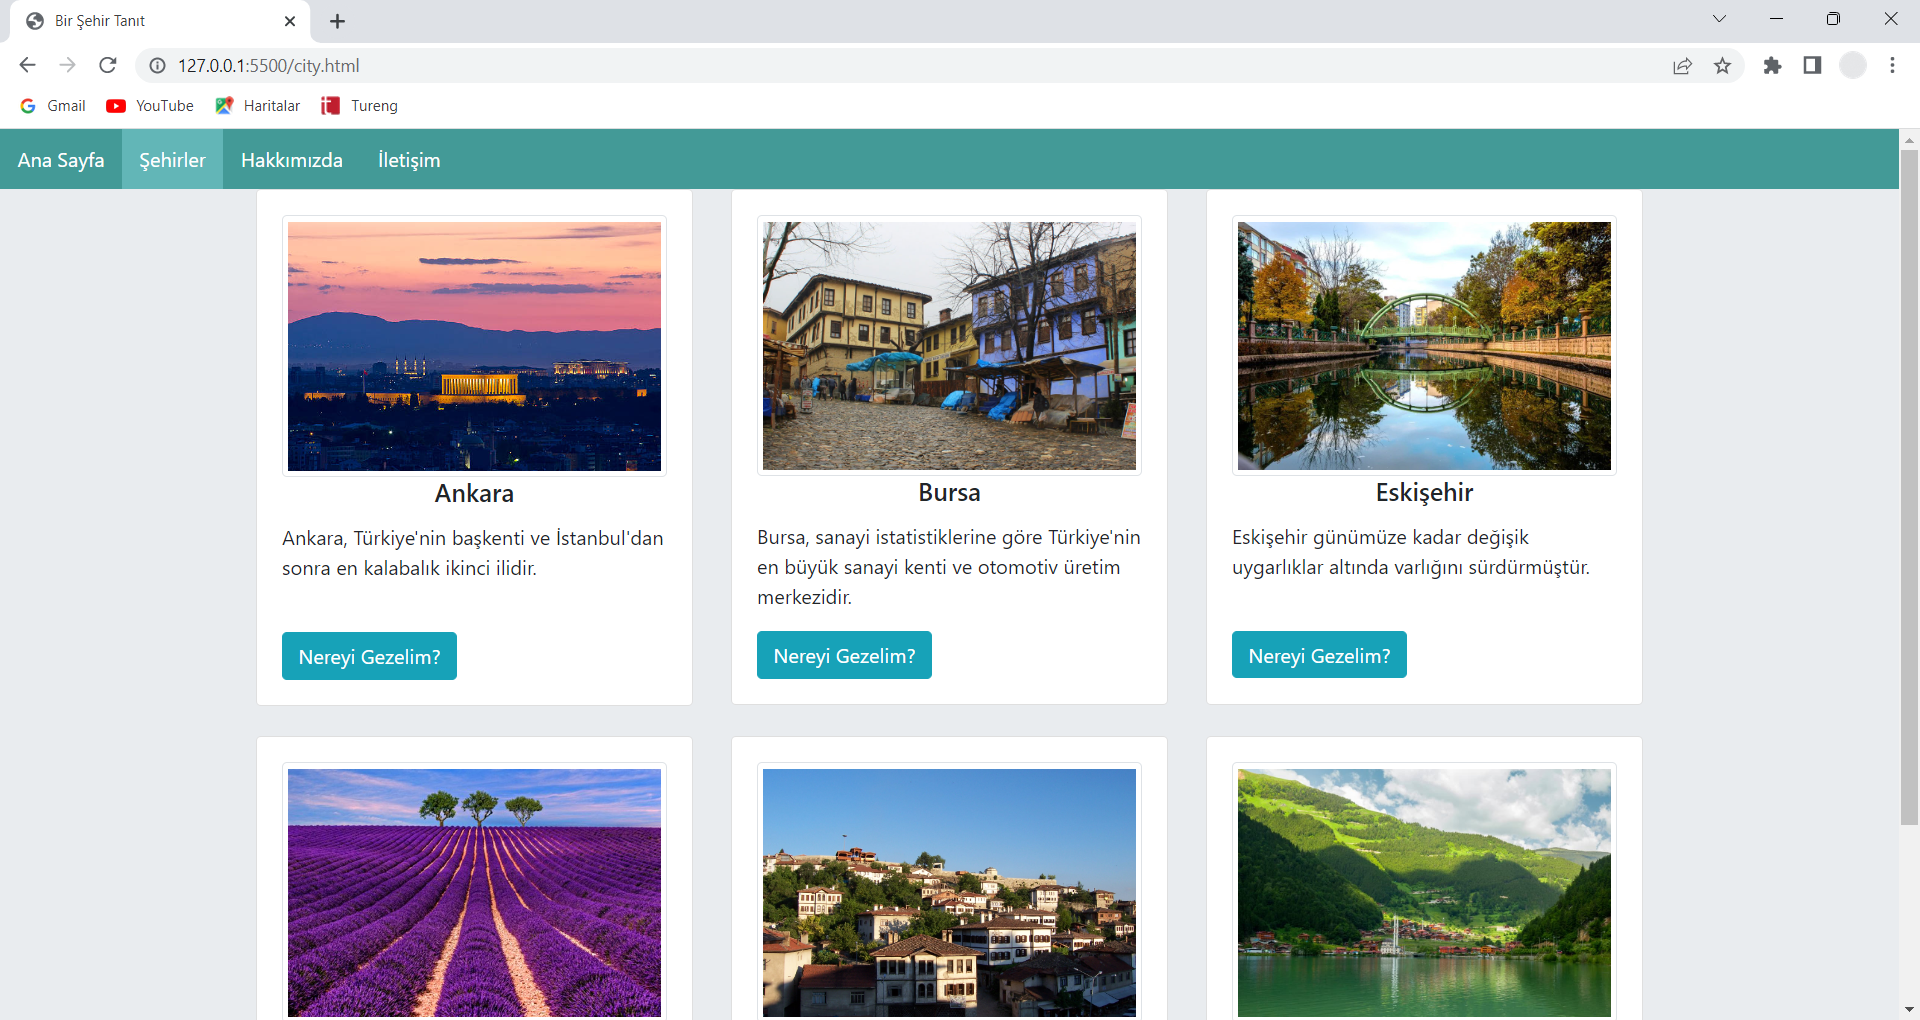 Bir Şehir Tanıt
127.0.0.1:5500/city.html
Gmail YouTube Haritalar Tureng
Ana Sayfa Şehirler Hakkımızda İletişim
Ankara
Ankara, Türkiye'nin başkenti ve İstanbul'dan
sonra en kalabalık ikinci ilidir.
Nereyi Gezelim?
Bursa
Bursa, sanayi istatistiklerine göre Türkiye'nin
en büyük sanayi kenti ve otomotiv üretim
merkezidir.
Nereyi Gezelim?
Eskişehir
Eskişehir günümüze kadar değişik
uygarlıklar altında varlığını sürdürmüştür.
Nereyi Gezelim?